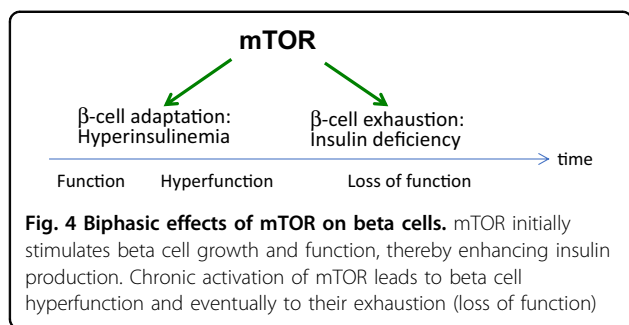 mTOR
β-cell adaptation:
Hyperinsulinemia
β-cell exhaustion:
Insulin deficiency
time
Function
Hyperfunction
Loss of function
Fig. 4 Biphasic effects of mTOR on beta cells. mTOR initially
stimulates beta cell growth and function, thereby enhancing insulin
production. Chronic activation of mTOR leads to beta cell
hyperfunction and eventually to their exhaustion (loss of function)